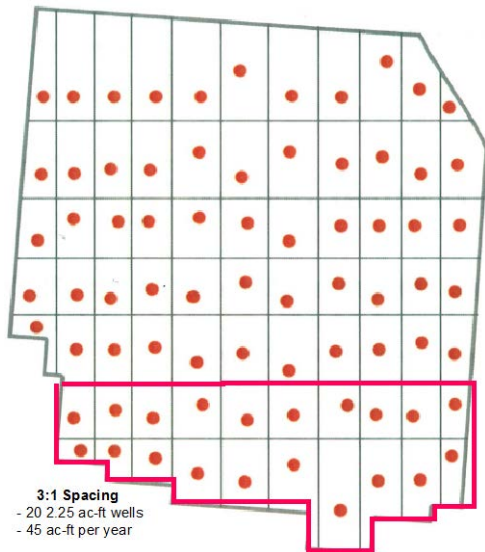 3:1 Spacing
- 20 2.25 ac-ft wells
- 45 ac-ft per year